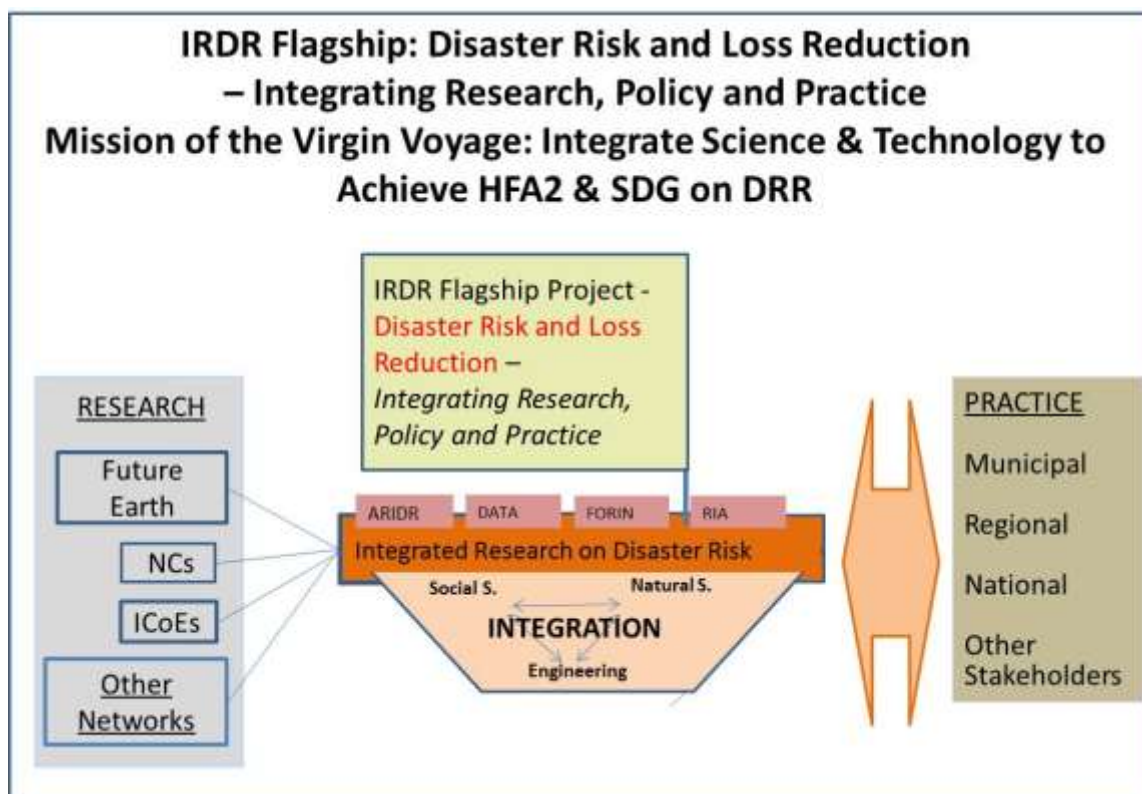 IRDR Flagship: Disaster Risk and Loss Reduction
– Integrating Research, Policy and Practice
Mission of the Virgin Voyage: Integrate Science & Technology to
Achieve HFA2 & SDG on DRR
IRDR Flagship Project -
Disaster Risk and Loss
Reduction –
Integrating Research,
Policy and Practice
RESEARCH
Future
Earth
NCs
ICoEs
Other
Networks
ARIDR
DATA
FORIN
RIA
Integrated Research on Disaster Risk
Social S.
Natural S.
INTEGRATION
Engineering
PRACTICE
Municipal
Regional
National
Other
Stakeholders